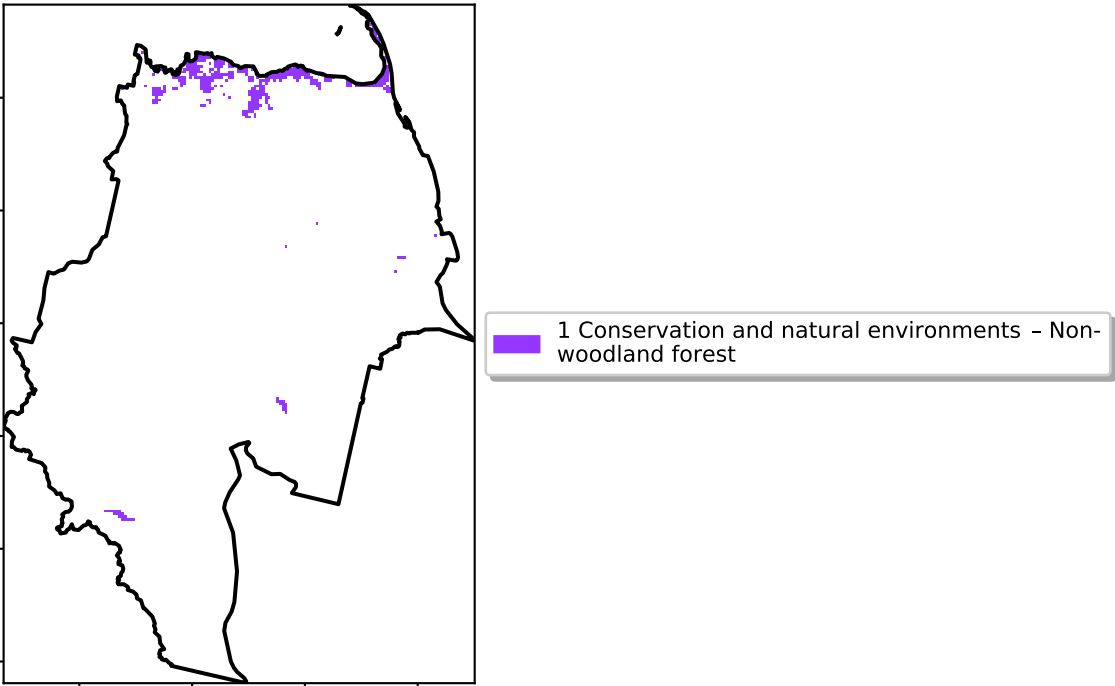 1 Conservation and natural environments – Non-
woodland forest